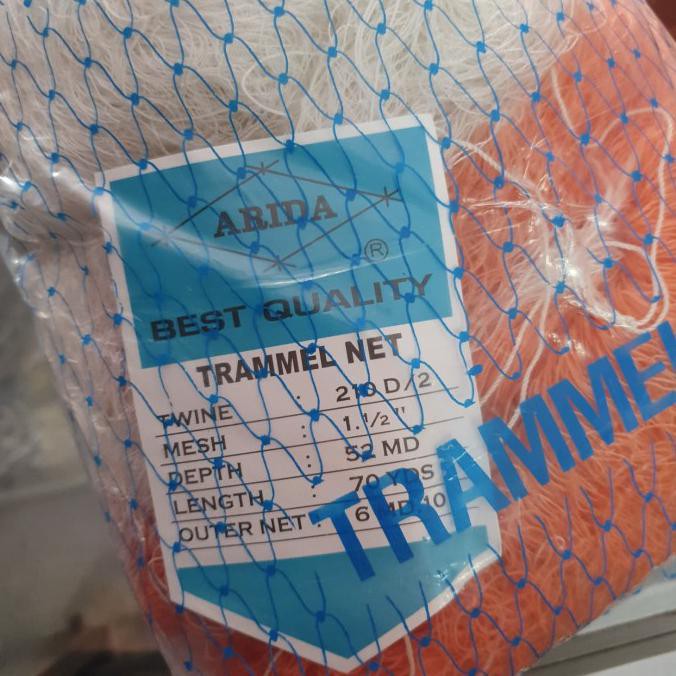 ARIDA
®
BEST QUALITY
TRAMMEL NET
TWINE : 210 D/2
MESH : 1.1/2"
DEPTH : 52 MD
LENGTH : 70 YDS
OUTER NET : 6 MD 10
TRAMMEL